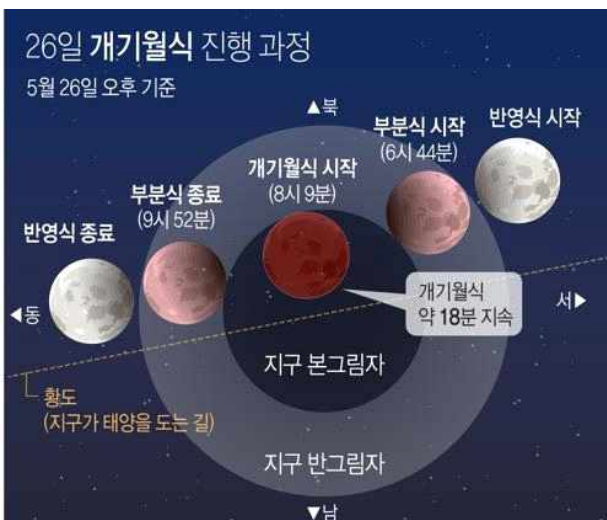 26일 개기월식 진행 과정
5월 26일 오후 기준
▲북
반영식 시작
부분식 시작
(6시 44분)
개기월식 시작
(8시 9분)
부분식 종료
(9시 52분)
반영식 종료
◀동
서▶
개기월식
약 18분 지속
지구 본그림자
황도
(지구가 태양을 도는 길)
지구 반그림자
▼남